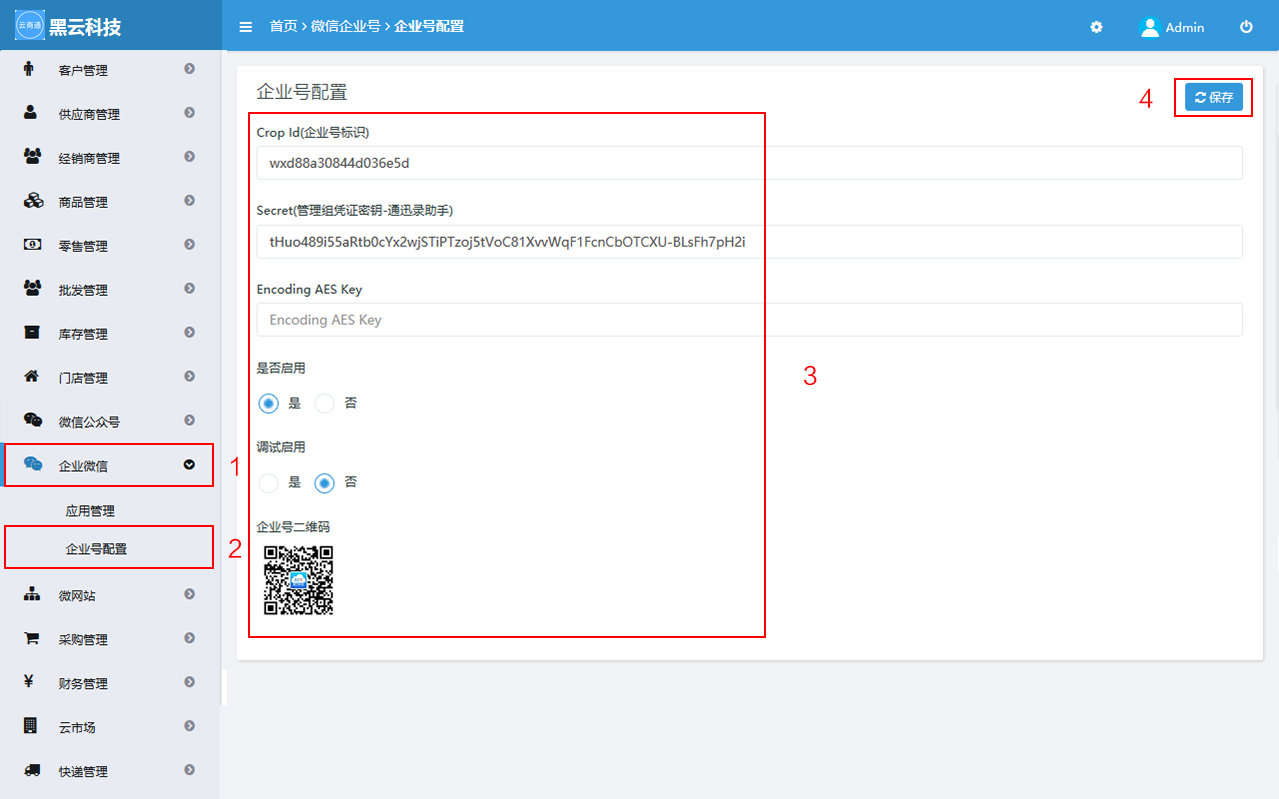 云商通 黑云科技
首页 > 微信企业号 > 企业号配置
Admin
客户管理
供应商管理
经销商管理
商品管理
零售管理
批发管理
库存管理
门店管理
微信公众号
企业微信
1
应用管理
企业号配置
2
微网站
采购管理
财务管理
云市场
快递管理
企业号配置
4
保存
Crop Id(企业号标识)
wxd88a30844d036e5d
Secret(管理组凭证密钥-通迅录助手)
tHuo489i55aRtb0cYx2wjSTiPTzoj5tVoC81XvvWqF1FcnCbOTCXU-BLsFh7pH2i
Encoding AES Key
Encoding AES Key
是否启用
3
是 否
调试启用
是 否
企业号二维码